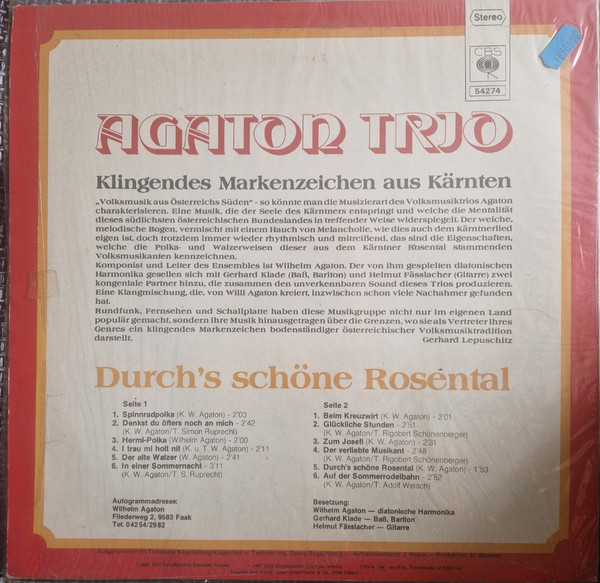 Stereo
CBS
54274
AGATON TRIO
Klingendes Markenzeichen aus Kärnten
„Volksmusik aus Österreichs Süden“ - so könnte man die Musizierart des Volksmusiktrios Agaton
charakterisieren. Eine Musik, die der Seele des Kärntners entspringt und welche die Mentalität
dieses südlichsten österreichischen Bundeslandes in treffender Weise widerspiegelt. Der weiche,
melodische Bogen, vermischt mit einem Hauch von Melancholie, wie dies auch dem Kärntnerlied
eigen ist, doch trotzdem immer wieder rhythmisch und mitreißend, das sind die Eigenschaften,
welche die Polka- und Walzerweisen dieser aus dem Kärntner Rosental stammenden
Volksmusikanten kennzeichnen.
Komponist und Leiter des Ensembles ist Wilhelm Agaton. Der von ihm gespielten diatonischen
Harmonika gesellen sich mit Gerhard Klade (Baß, Bariton) und Helmut Fässlacher (Gitarre) zwei
kongeniale Partner hinzu, die zusammen den unverkennbaren Sound dieses Trios produzieren.
Eine Klangmischung, die, von Willi Agaton kreiert, inzwischen schon viele Nachahmer gefunden
hat.
Rundfunk, Fernsehen und Schallplatte haben diese Musikgruppe nicht nur im eigenen Land
populär gemacht, sondern ihre Musik hinausgetragen über die Grenzen, wo sie als Vertreter ihres
Genres ein klingendes Markenzeichen bodenständiger österreichischer Volksmusiktradition
darstellt. Gerhard Lepuschitz
Durch's schöne Rosental
Seite 1
1. Spinnradpolka (K. W. Agaton) - 2'03
2. Denkst du öfters noch an mich - 2'42
(K. W. Agaton/T. Simon Ruprecht)
3. Hermi-Polka (Wilhelm Agaton) - 2'00
4. I trau mi holt nit (K. u. T. W. Agaton) - 2'11
5. Der alte Walzer (W. Agaton) - 2'41
6. In einer Sommernacht - 3'11
(K. W. Agaton/T. S. Ruprecht)
Seite 2
1. Beim Kreuzwirt (K. W. Agaton) - 2'01
2. Glückliche Stunden - 2'51
(K. W. Agaton/T. Rigobert Schönenberger)
3. Zum Josefi (K. W. Agaton) - 2'31
4. Der verliebte Musikant - 2'48
(K. W. Agaton/T. Rigobert Schönenberger)
5. Durch's schöne Rosental (K. W. Agaton) - 1'53
6. Auf der Sommerrodelbahn - 2'52
(K. W. Agaton/T. Adolf Weisch)
Autogrammadresse:
Wilhelm Agaton
Fliederweg 2, 9583 Faak
Tel. 04254/2982
Besetzung:
Wilhelm Agaton — diatonische Harmonika
Gerhard Klade — Baß, Bariton
Helmut Fässlacher — Gitarre